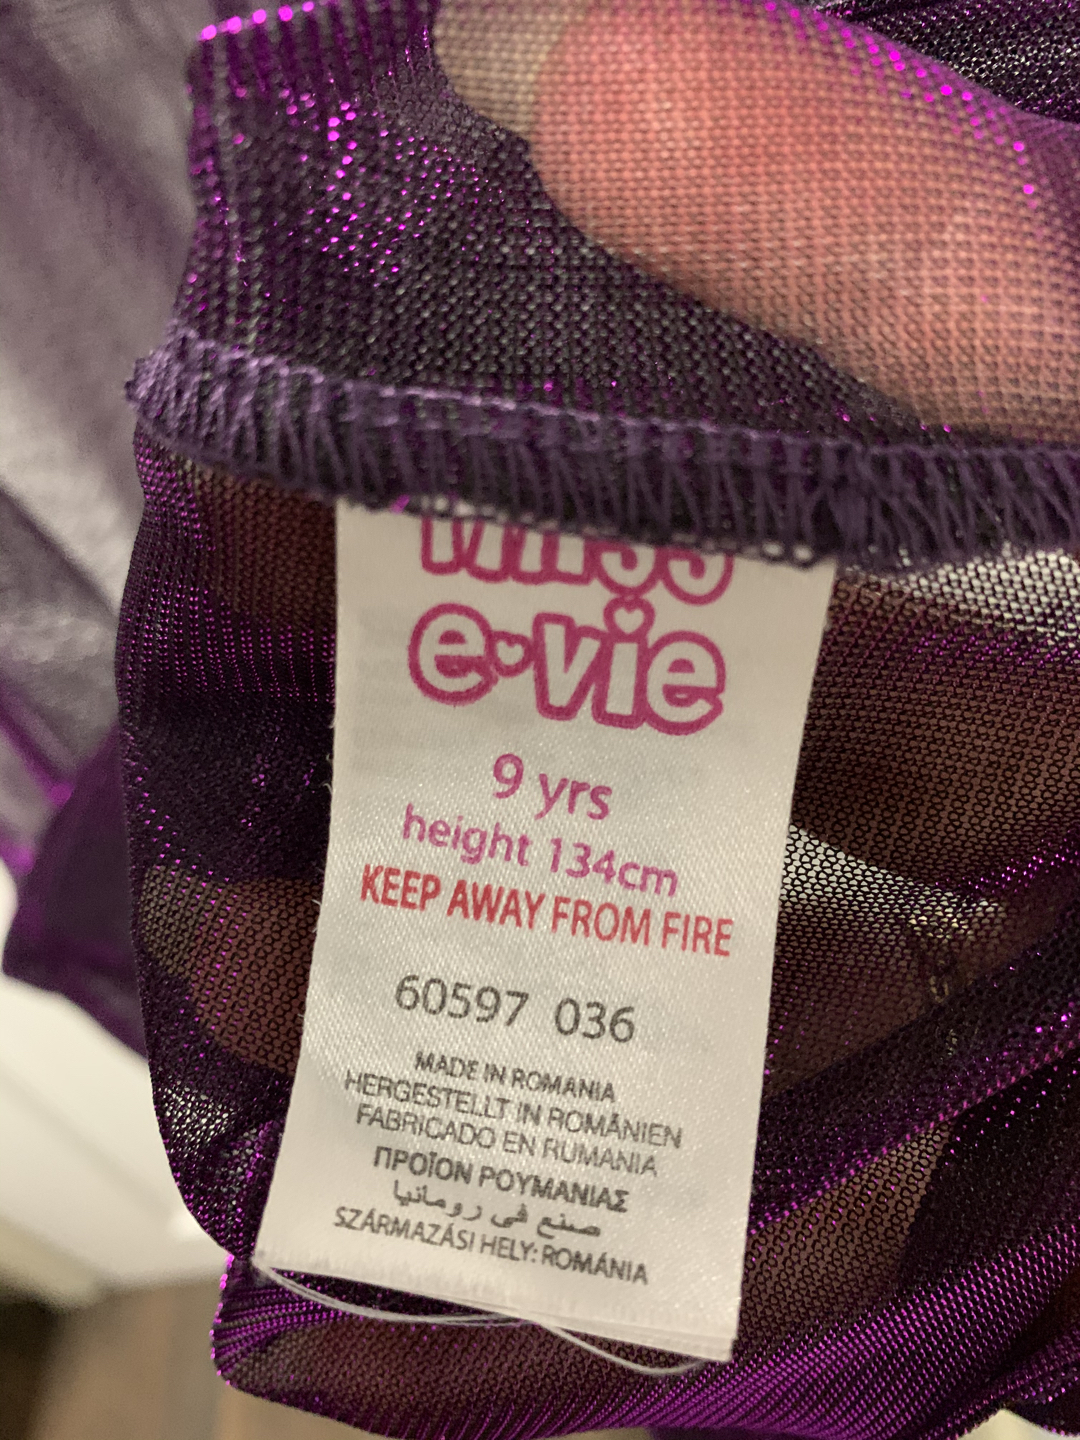 miss
e·vie
9 yrs
height 134cm
KEEP AWAY FROM FIRE
60597 036
MADE IN ROMANIA
HERGESTELLT IN ROMÄNIEN
FABRICADO EN RUMANIA
ΠΡΟΪΟΝ ΡΟΥΜΑΝΙΑΣ
صنع في رومانيا
SZÁRMAZÁSI HELY: ROMÁNIA